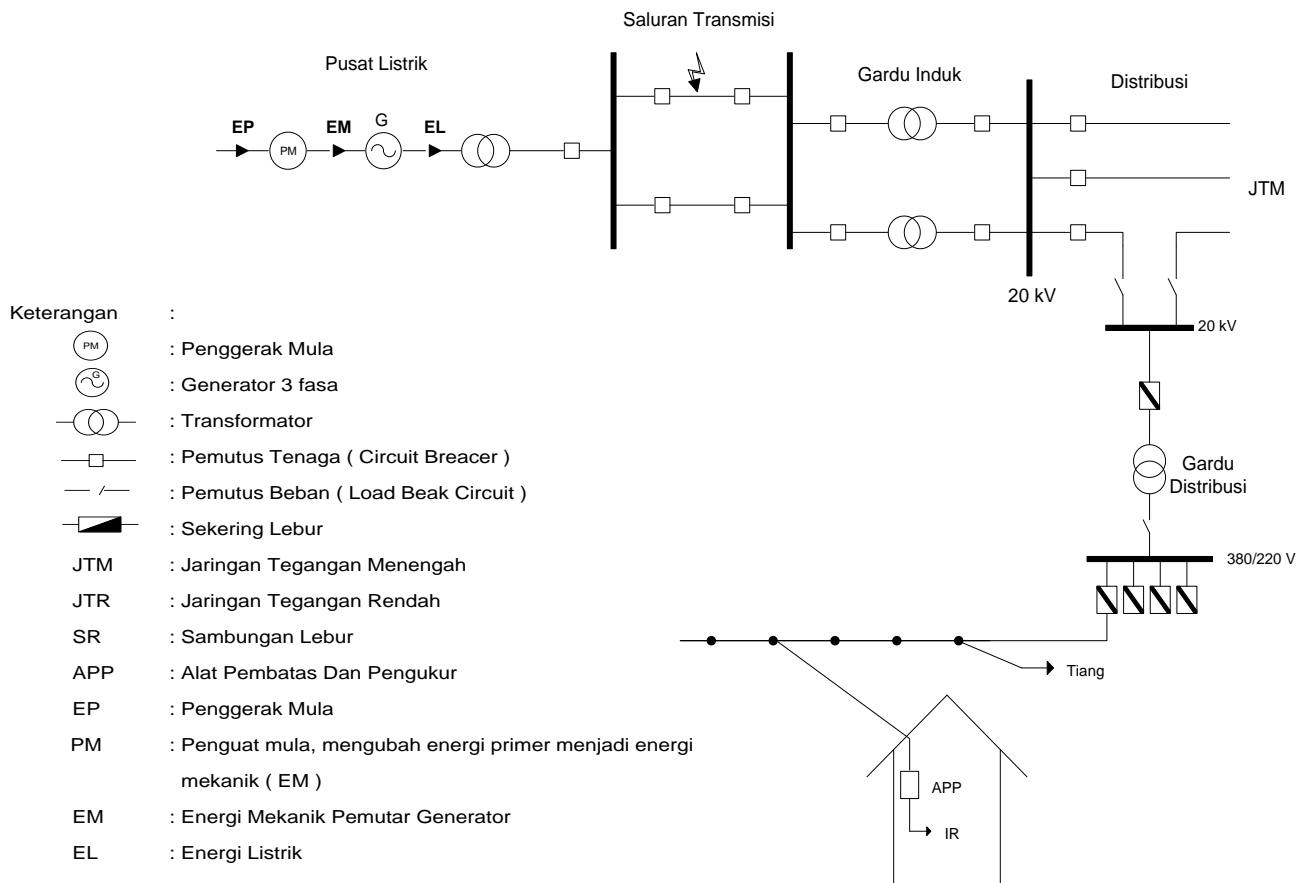 Saluran Transmisi
Pusat Listrik
Gardu Induk
Distribusi
EP
PM
EM
G
EL
JTM
20 kV
20 kV
Gardu
Distribusi
380/220 V
Tiang
APP
IR
Keterangan :
PM : Penggerak Mula
G : Generator 3 fasa
: Transformator
: Pemutus Tenaga ( Circuit Breacer )
: Pemutus Beban ( Load Beak Circuit )
: Sekering Lebur
JTM : Jaringan Tegangan Menengah
JTR : Jaringan Tegangan Rendah
SR : Sambungan Lebur
APP : Alat Pembatas Dan Pengukur
EP : Penggerak Mula
PM : Penguat mula, mengubah energi primer menjadi energi
mekanik ( EM )
EM : Energi Mekanik Pemutar Generator
EL : Energi Listrik